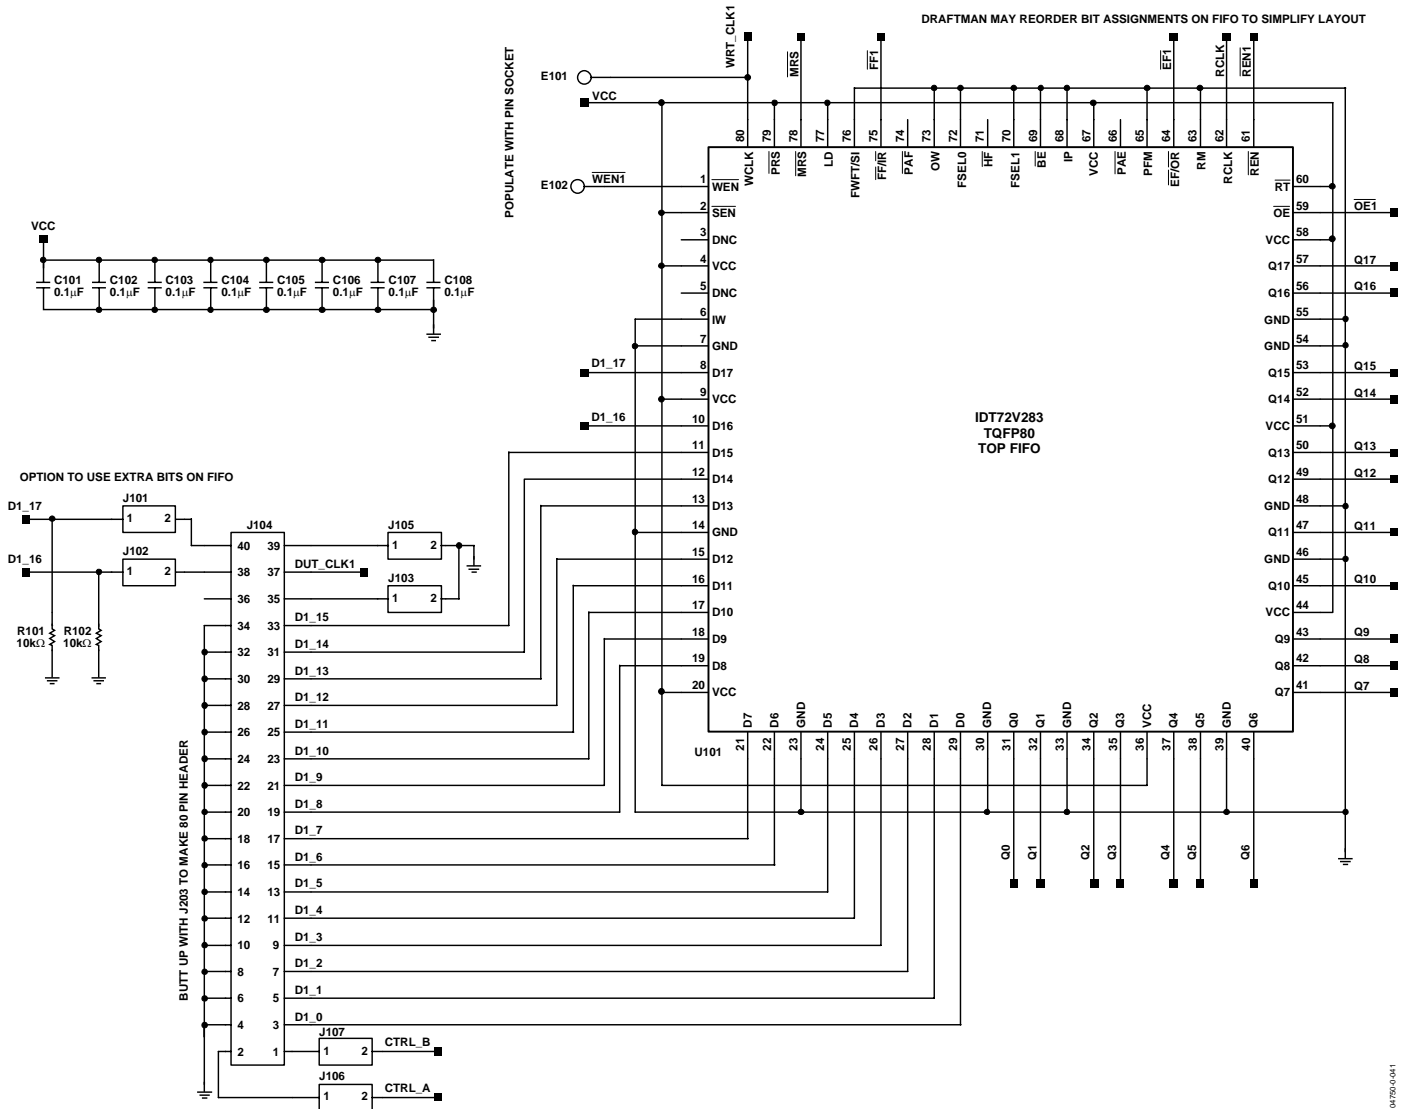 DRAFTMAN MAY REORDER BIT ASSIGNMENTS ON FIFO TO SIMPLIFY LAYOUT
POPULATE WITH PIN SOCKET
E101
VCC
E102
WEN1
WRT_CLK1
MRS
FF1
EF1
RCLK
REN1
80 79 78 77 76 75 74 73 72 71 70 69 68 67 66 65 64 63 62 61
WCLK PRS MRS LD FWFT/SI FF/IR PAF OW FSEL0 HF FSEL1 BE IP VCC PAE PFM EF/OR RM RCLK REN
1 WEN
2 SEN
3 DNC
4 VCC
5 DNC
6 IW
7 GND
D1_17 8 D17
9 VCC
D1_16 10 D16
11 D15
12 D14
13 D13
14 GND
15 D12
16 D11
17 D10
18 D9
19 D8
20 VCC
IDT72V283
TQFP80
TOP FIFO
RT 60
OE 59 OE1
VCC 58
Q17 57 Q17
Q16 56 Q16
GND 55
GND 54
Q15 53 Q15
Q14 52 Q14
VCC 51
Q13 50 Q13
Q12 49 Q12
GND 48
Q11 47 Q11
GND 46
Q10 45 Q10
VCC 44
Q9 43 Q9
Q8 42 Q8
Q7 41 Q7
D7 D6 GND D5 D4 D3 D2 D1 D0 GND Q0 Q1 GND Q2 Q3 VCC Q4 Q5 GND Q6
U101
21 22 23 24 25 26 27 28 29 30 31 32 33 34 35 36 37 38 39 40
Q0 Q1 Q2 Q3 Q4 Q5 Q6
VCC
C101 C102 C103 C104 C105 C106 C107 C108
0.1µF 0.1µF 0.1µF 0.1µF 0.1µF 0.1µF 0.1µF 0.1µF
OPTION TO USE EXTRA BITS ON FIFO
D1_17
J101
1 2
D1_16
J102
1 2
R101
10kΩ
R102
10kΩ
J104
J105
1 2
J103
1 2
40 39
38 37 DUT_CLK1
36 35
34 33 D1_15
32 31 D1_14
30 29 D1_13
28 27 D1_12
26 25 D1_11
24 23 D1_10
22 21 D1_9
20 19 D1_8
18 17 D1_7
16 15 D1_6
14 13 D1_5
12 11 D1_4
10 9 D1_3
8 7 D1_2
6 5 D1_1
4 3 D1_0
2 1
BUTT UP WITH J203 TO MAKE 80 PIN HEADER
J107
1 2 CTRL_B
J106
1 2 CTRL_A
04750-0-041